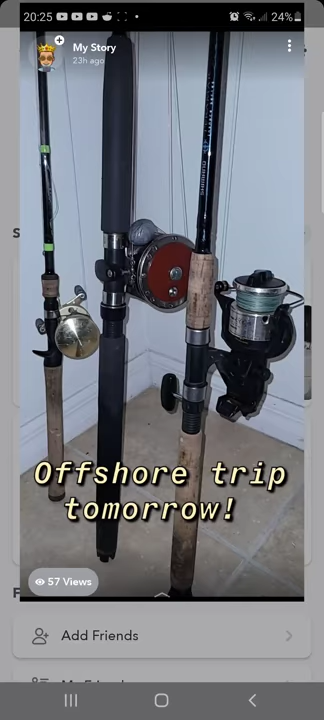 20:25
24%
My Story
23h ago
Offshore trip
tomorrow!
57 Views
Add Friends